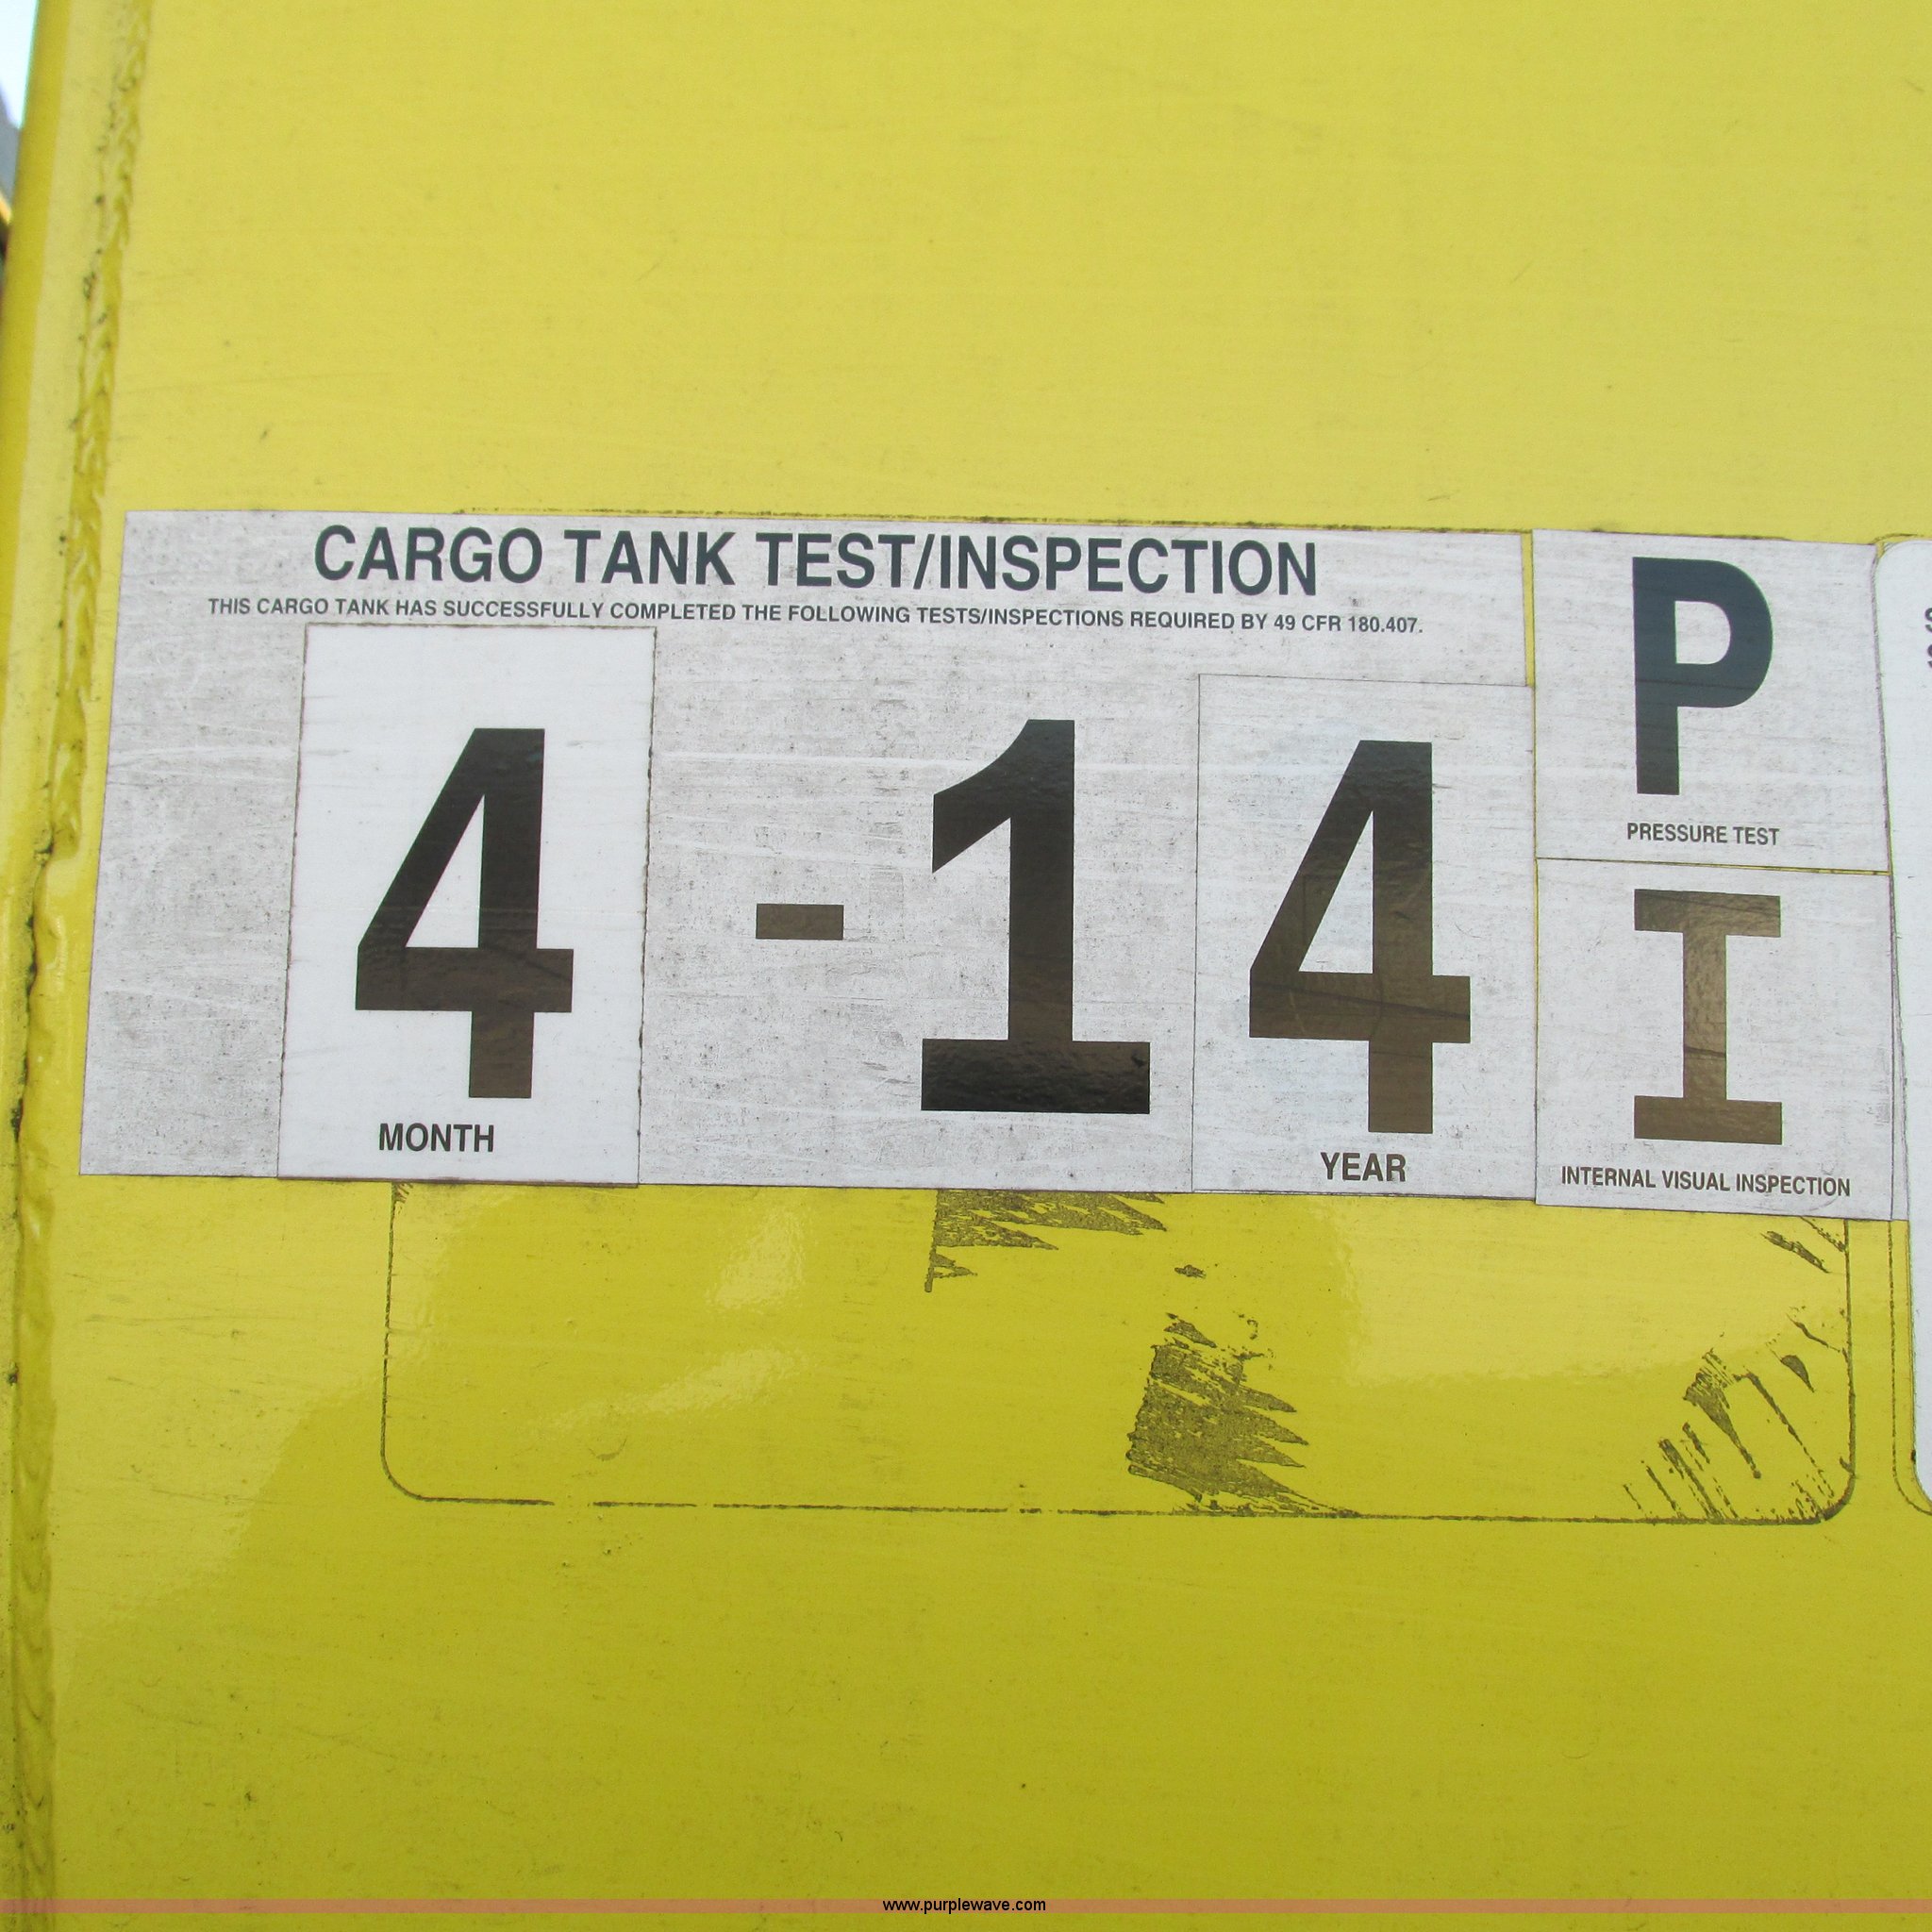 CARGO TANK TEST/INSPECTION
THIS CARGO TANK HAS SUCCESSFULLY COMPLETED THE FOLLOWING TESTS/INSPECTIONS REQUIRED BY 49 CFR 180.407.
4 - 14
MONTH
YEAR
P
PRESSURE TEST
I
INTERNAL VISUAL INSPECTION
www.purplewave.com